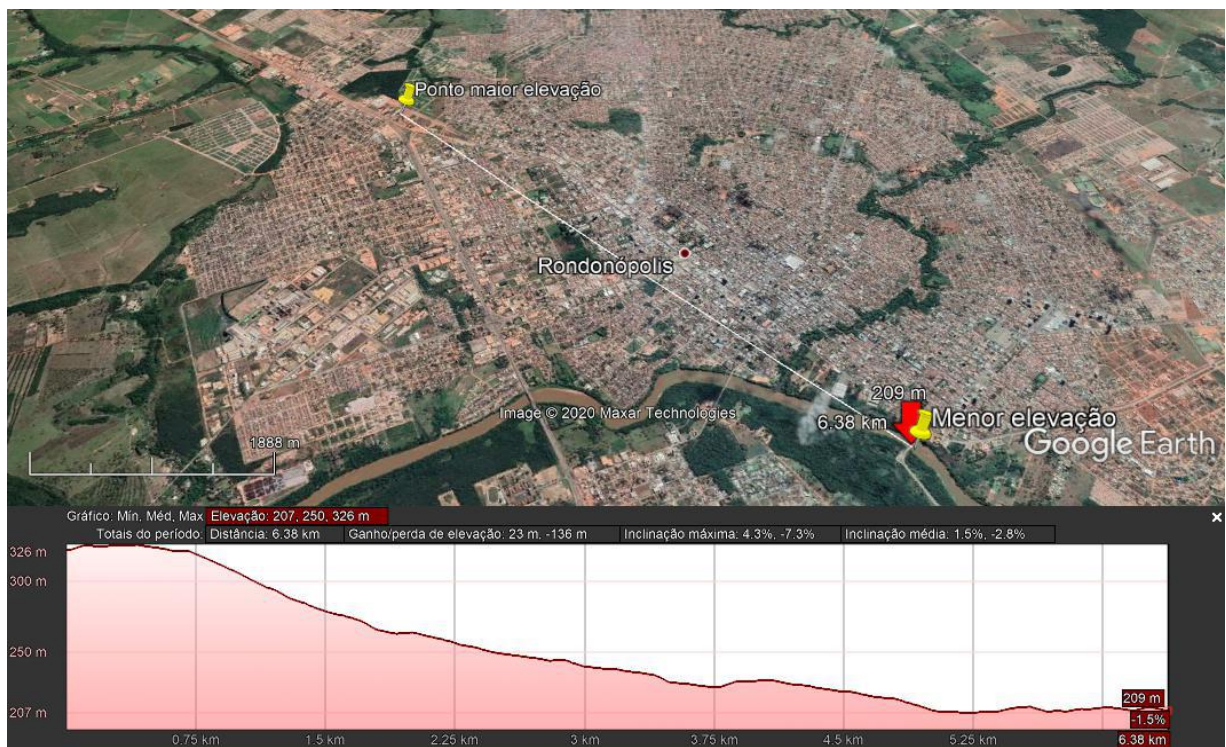 Ponto maior elevação
Rondonópolis
209 m
6.38 km
Menor elevação
Image © 2020 Maxar Technologies
Google Earth
1888 m
Gráfico: Mín, Méd, Max Elevação: 207, 250, 326 m
Totais do período: Distância: 6.38 km Ganho/perda de elevação: 23 m, -136 m Inclinação máxima: 4.3%, -7.3% Inclinação média: 1.5%, -2.8%
326 m
300 m
250 m
207 m
209 m
-1.5%
0.75 km 1.5 km 2.25 km 3 km 3.75 km 4.5 km 5.25 km 6.38 km